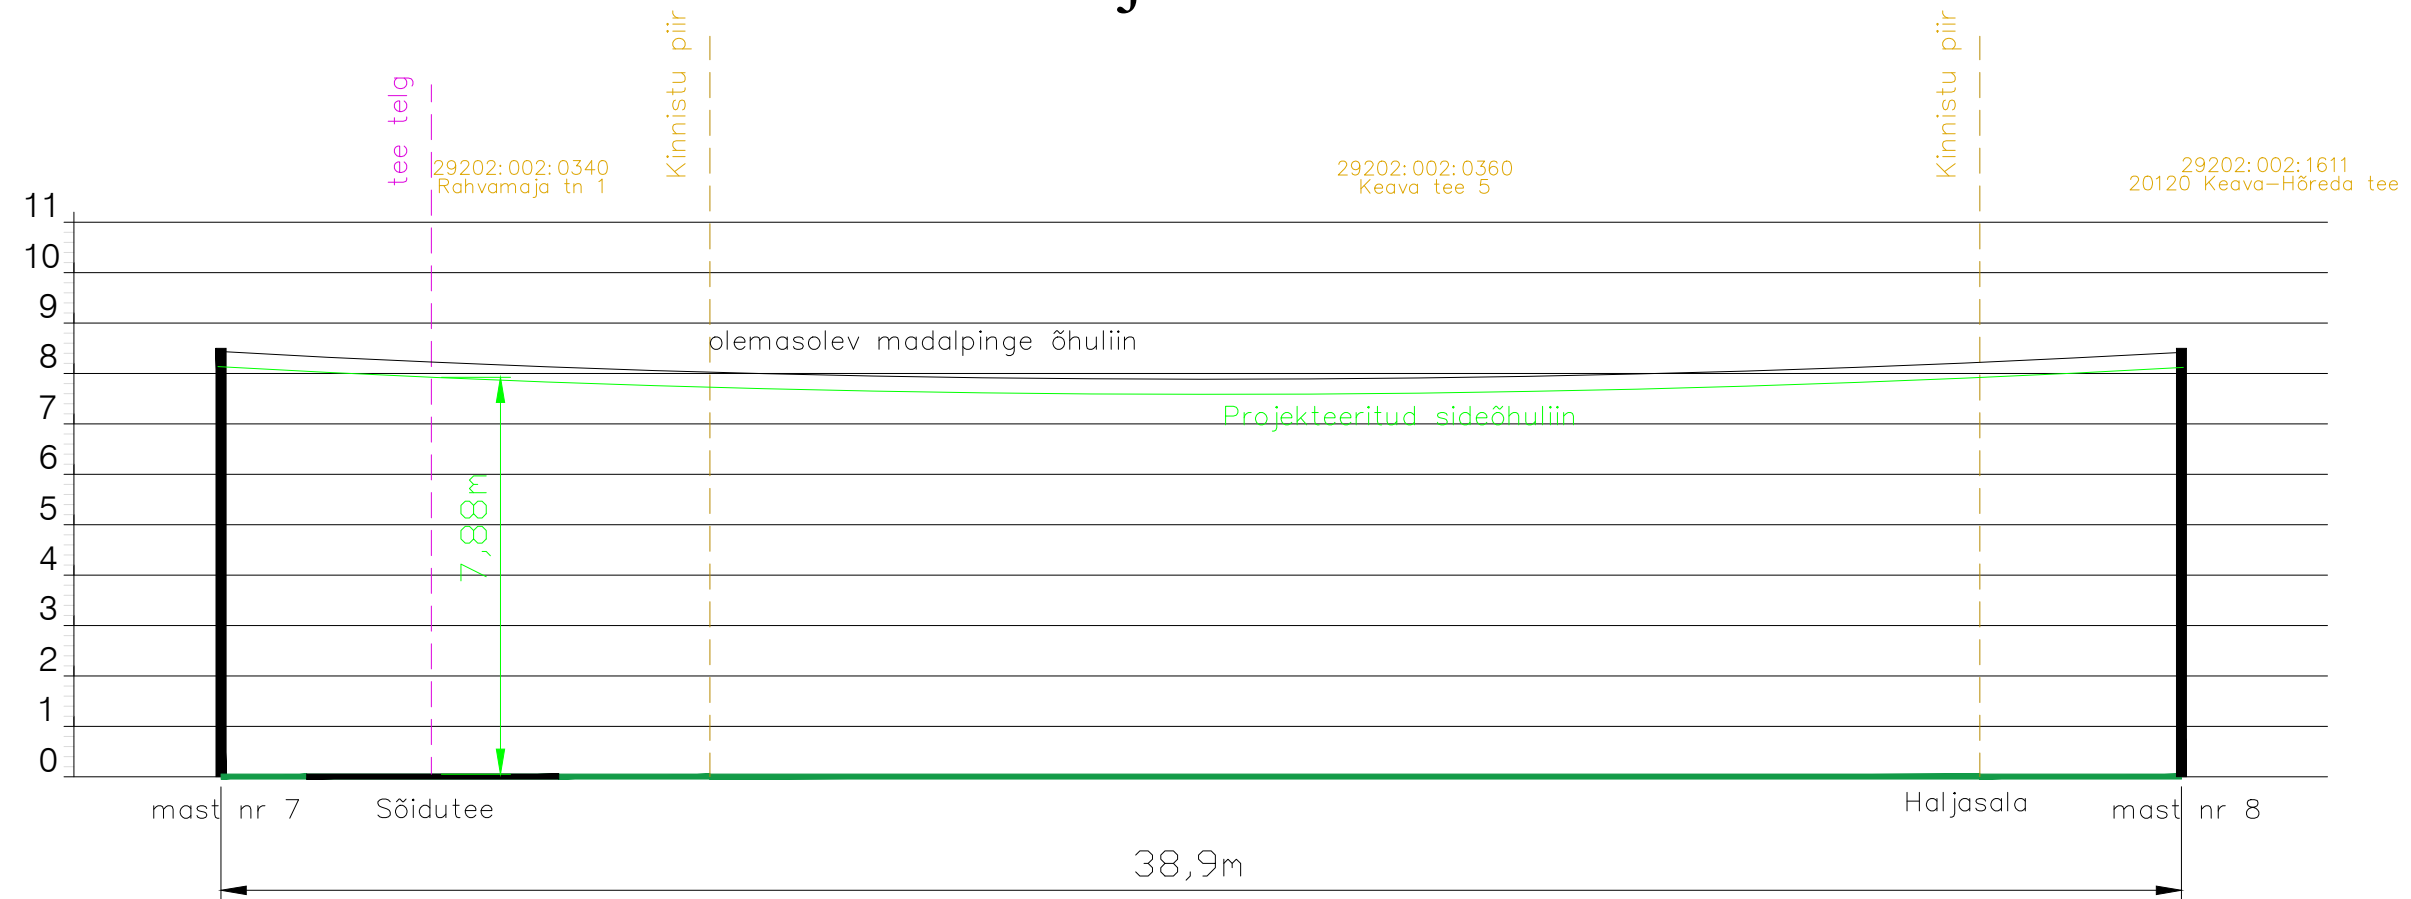 tee telg
Kinnistu piir
Kinnistu piir
29202:002:0340
Rahvamaja tn 1
29202:002:0360
Keava tee 5
29202:002:1611
20120 Keava-Hõreda tee
11
10
9
8
7
6
5
4
3
2
1
0
olemasolev madalpinge õhuliin
Projekteeritud sideõhuliin
7,88m
mast nr 7
Sõidutee
Haljasala
mast nr 8
38,9m